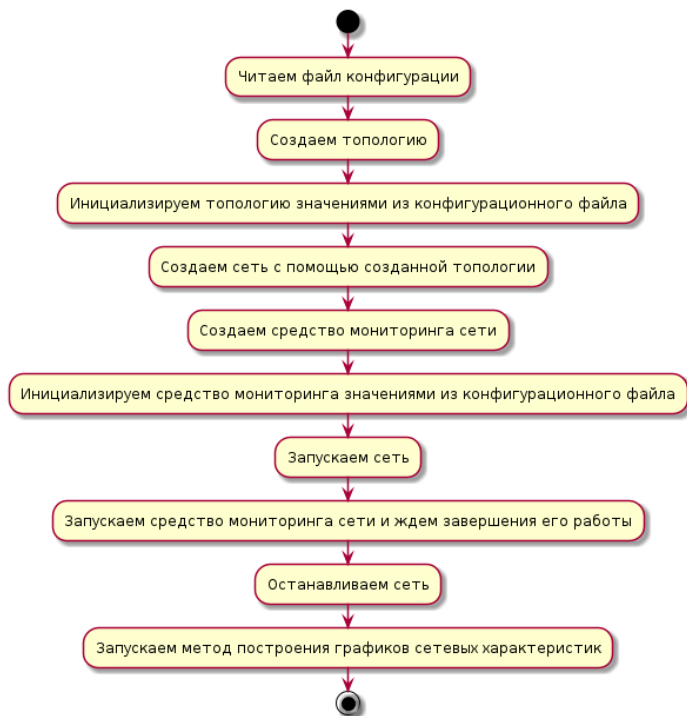 Читаем файл конфигурации
Создаем топологию
Инициализируем топологию значениями из конфигурационного файла
Создаем сеть с помощью созданной топологии
Создаем средство мониторинга сети
Инициализируем средство мониторинга значениями из конфигурационного файла
Запускаем сеть
Запускаем средство мониторинга сети и ждем завершения его работы
Останавливаем сеть
Запускаем метод построения графиков сетевых характеристик